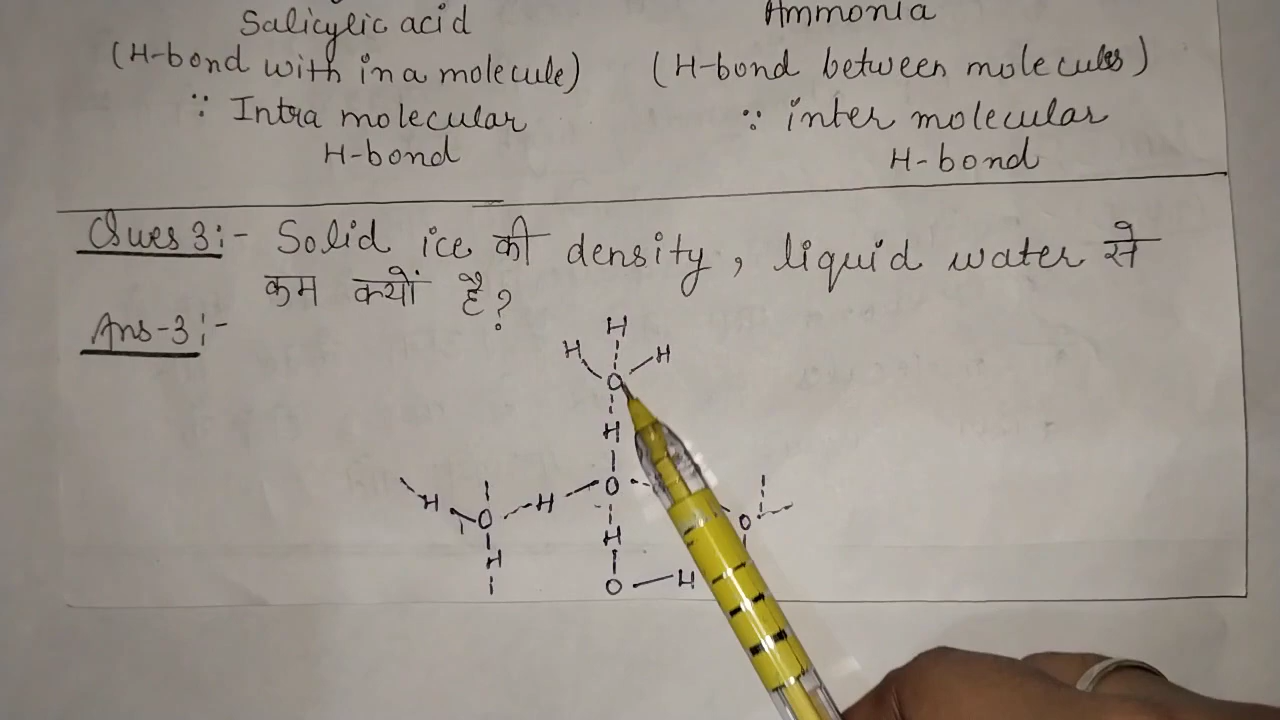 Salicylic acid
(H-bond with in a molecule)
∵ Intra molecular
H-bond
Ammonia
(H-bond between molecules)
∵ inter molecular
H-bond
Ques 3:- Solid ice की density, liquid water से
कम क्यों है?
Ans-3:-
H
H H
O
H
H O H O O
H H
O H